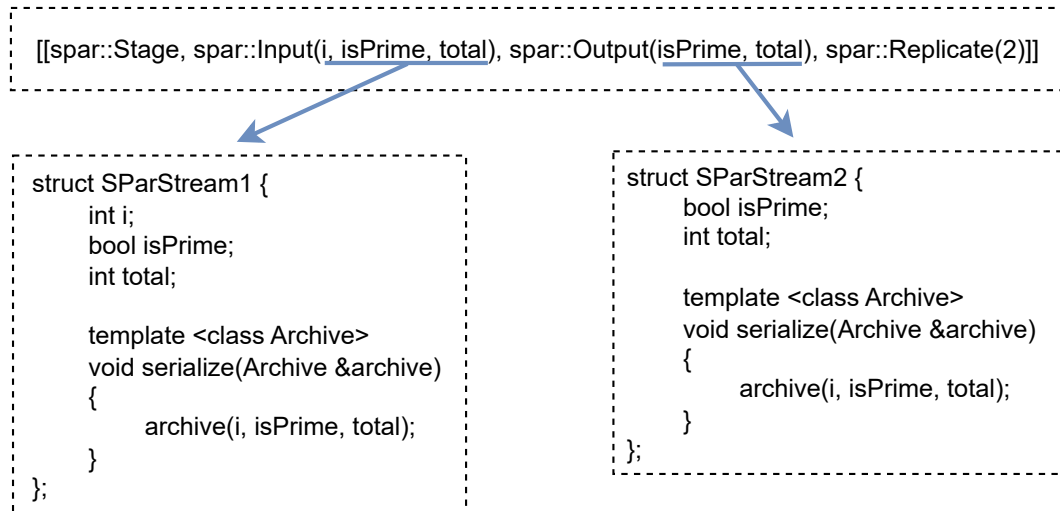 [[spar::Stage, spar::Input(i, isPrime, total), spar::Output(isPrime, total), spar::Replicate(2)]]
struct SParStream1 {
int i;
bool isPrime;
int total;
template <class Archive>
void serialize(Archive &archive)
{
archive(i, isPrime, total);
}
};
struct SParStream2 {
bool isPrime;
int total;
template <class Archive>
void serialize(Archive &archive)
{
archive(i, isPrime, total);
}
};